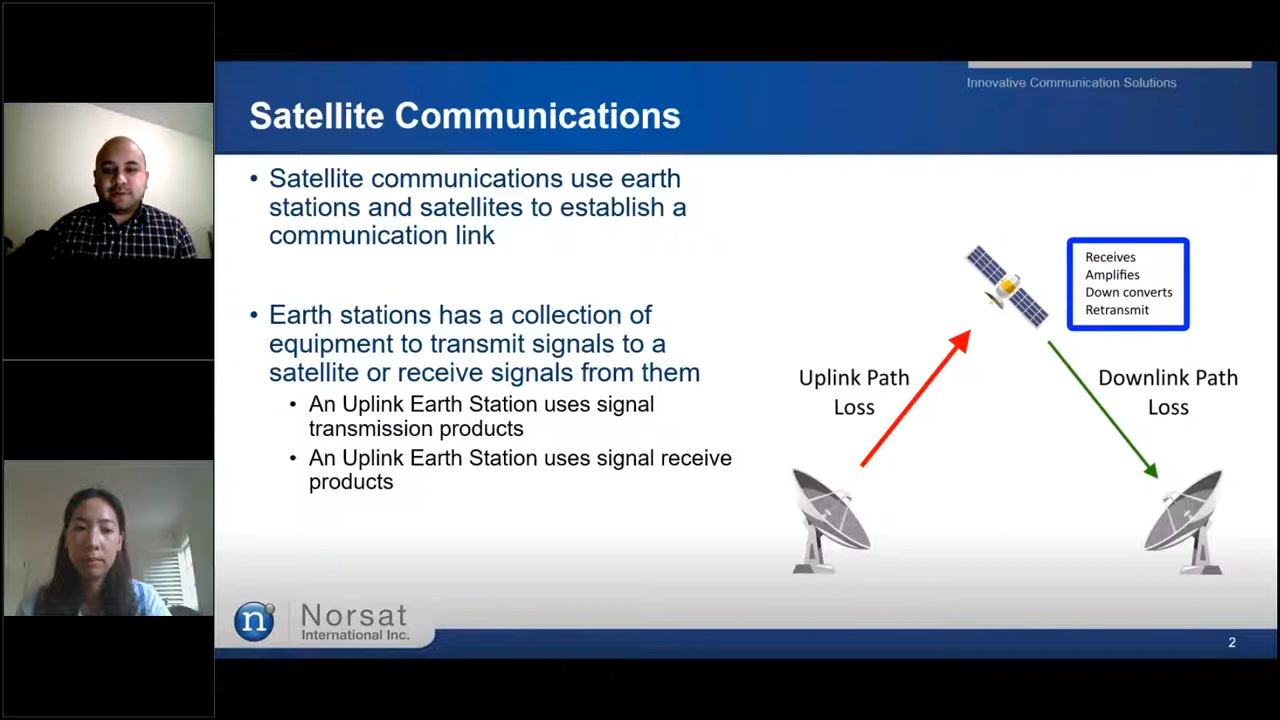 Innovative Communication Solutions
Satellite Communications
• Satellite communications use earth
stations and satellites to establish a
communication link
• Earth stations has a collection of
equipment to transmit signals to a
satellite or receive signals from them
• An Uplink Earth Station uses signal
transmission products
• An Uplink Earth Station uses signal receive
products
Receives
Amplifies
Down converts
Retransmit
Uplink Path
Loss
Downlink Path
Loss
n
Norsat
International Inc.
2